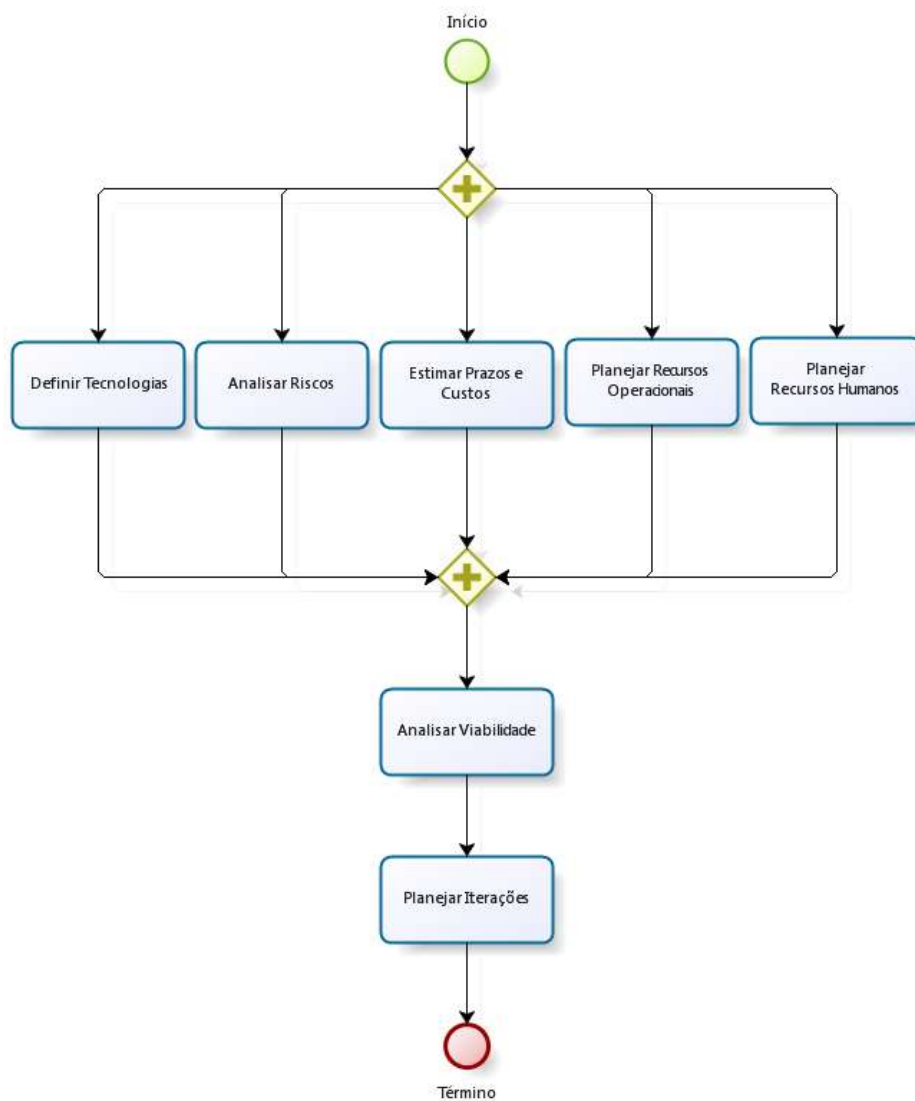 Início
Definir Tecnologias
Analisar Riscos
Estimar Prazos e
Custos
Planejar Recursos
Operacionais
Planejar
Recursos Humanos
Analisar Viabilidade
Planejar Iterações
Término